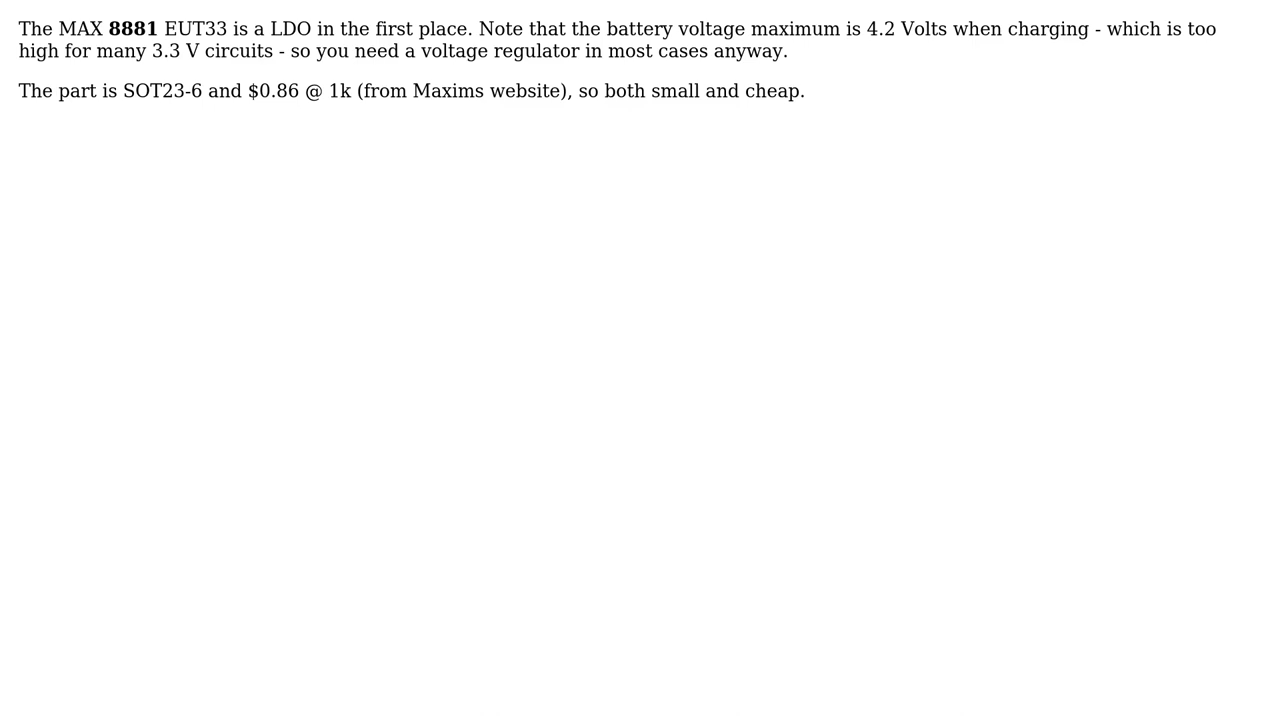 The MAX 8881 EUT33 is a LDO in the first place. Note that the battery voltage maximum is 4.2 Volts when charging - which is too
high for many 3.3 V circuits - so you need a voltage regulator in most cases anyway.
The part is SOT23-6 and $0.86 @ 1k (from Maxims website), so both small and cheap.